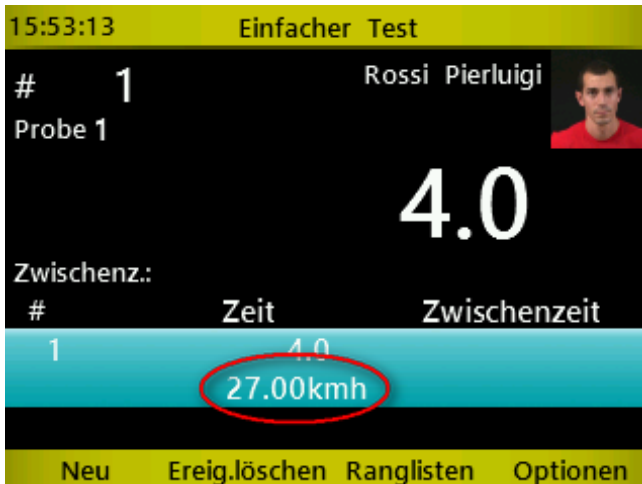 15:53:13 Einfacher Test
# 1 Rossi Pierluigi
Probe 1
4.0
Zwischenz.:
# Zeit Zwischenzeit
1 4.0
27.00kmh
Neu Ereig.löschen Ranglisten Optionen